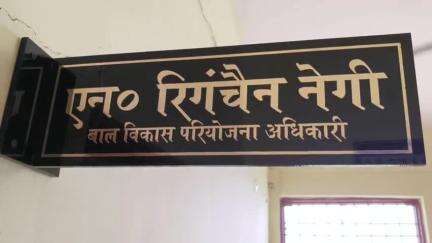 एन० रिगंचैन नेगी
बाल विकास परियोजना अधिकारी